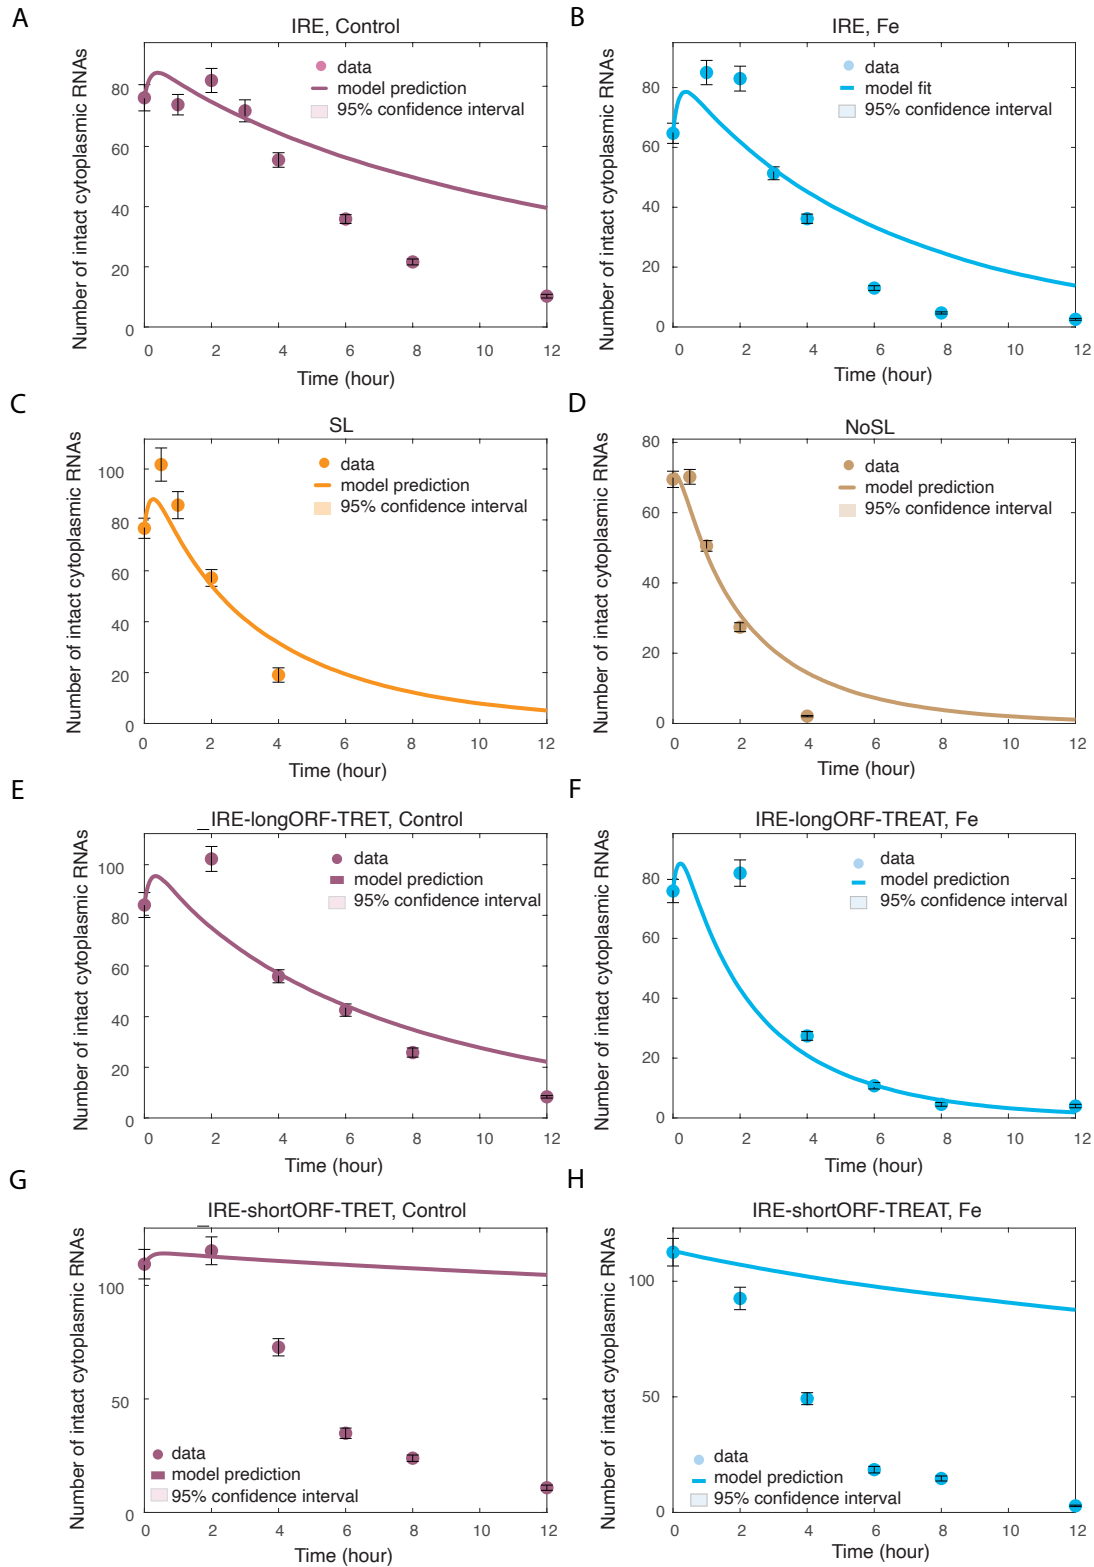 A
IRE, Control
Number of intact cytoplasmic RNAs
80
60
40
20
0
data
model prediction
95% confidence interval
0 2 4 6 8 10 12
Time (hour)
B
IRE, Fe
Number of intact cytoplasmic RNAs
80
60
40
20
0
data
model fit
95% confidence interval
0 2 4 6 8 10 12
Time (hour)
C
SL
Number of intact cytoplasmic RNAs
100
80
60
40
20
0
data
model prediction
95% confidence interval
0 2 4 6 8 10 12
Time (hour)
D
NoSL
Number of intact cytoplasmic RNAs
80
60
40
20
0
data
model prediction
95% confidence interval
0 2 4 6 8 10 12
Time (hour)
E
IRE-longORF-TRET, Control
Number of intact cytoplasmic RNAs
100
80
60
40
20
0
data
model prediction
95% confidence interval
0 2 4 6 8 10 12
Time (hour)
F
IRE-longORF-TREAT, Fe
Number of intact cytoplasmic RNAs
80
60
40
20
0
data
model prediction
95% confidence interval
0 2 4 6 8 10 12
Time (hour)
G
IRE-shortORF-TRET, Control
Number of intact cytoplasmic RNAs
100
50
0
data
model prediction
95% confidence interval
0 2 4 6 8 10 12
Time (hour)
H
IRE-shortORF-TREAT, Fe
Number of intact cytoplasmic RNAs
100
50
0
data
model prediction
95% confidence interval
0 2 4 6 8 10 12
Time (hour)